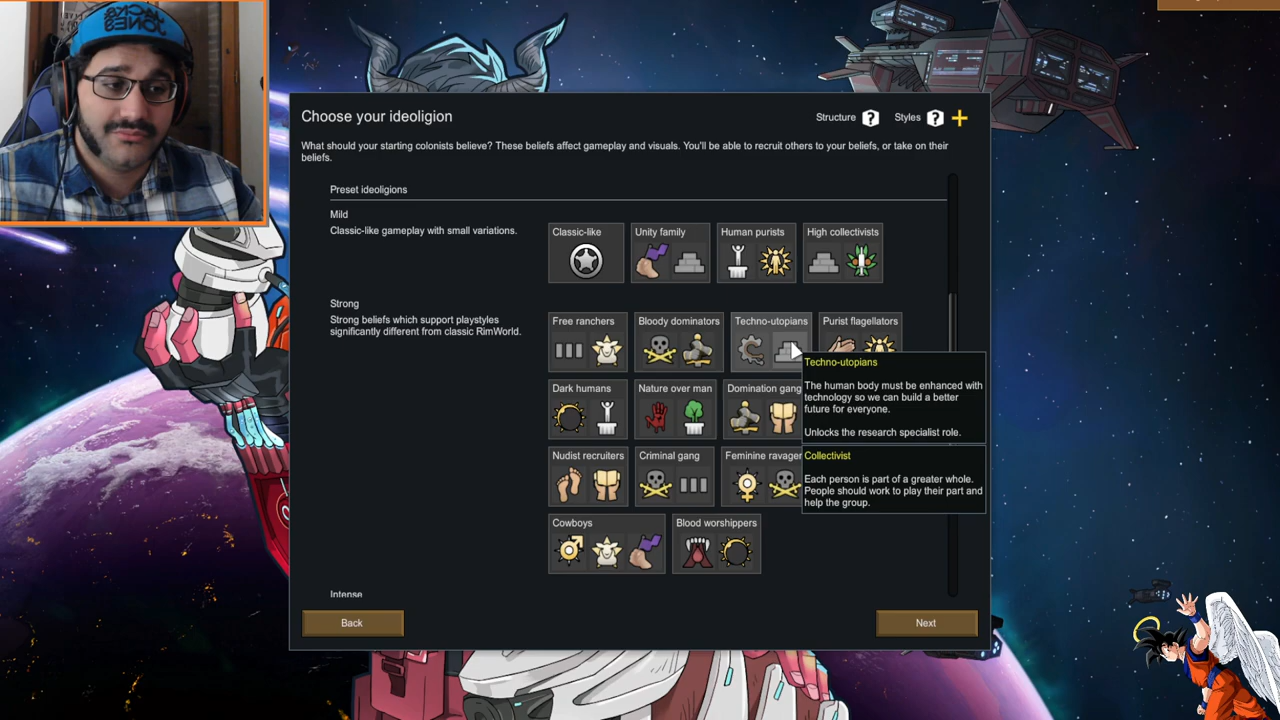 JACK
JONES
Choose your ideoligion
Structure ?
Styles ? +
What should your starting colonists believe? These beliefs affect gameplay and visuals. You'll be able to recruit others to your beliefs, or take on their
beliefs.
Preset ideoligions
Mild
Classic-like gameplay with small variations.
Classic-like
Unity family
Human purists
High collectivists
Strong
Strong beliefs which support playstyles
significantly different from classic RimWorld.
Free ranchers
Bloody dominators
Techno-utopians
Purist flagellators
Dark humans
Nature over man
Domination gang
Nudist recruiters
Criminal gang
Feminine ravager
Cowboys
Blood worshippers
Techno-utopians
The human body must be enhanced with
technology so we can build a better
future for everyone.
Unlocks the research specialist role.
Collectivist
Each person is part of a greater whole.
People should work to play their part and
help the group.
Intense
Back
Next